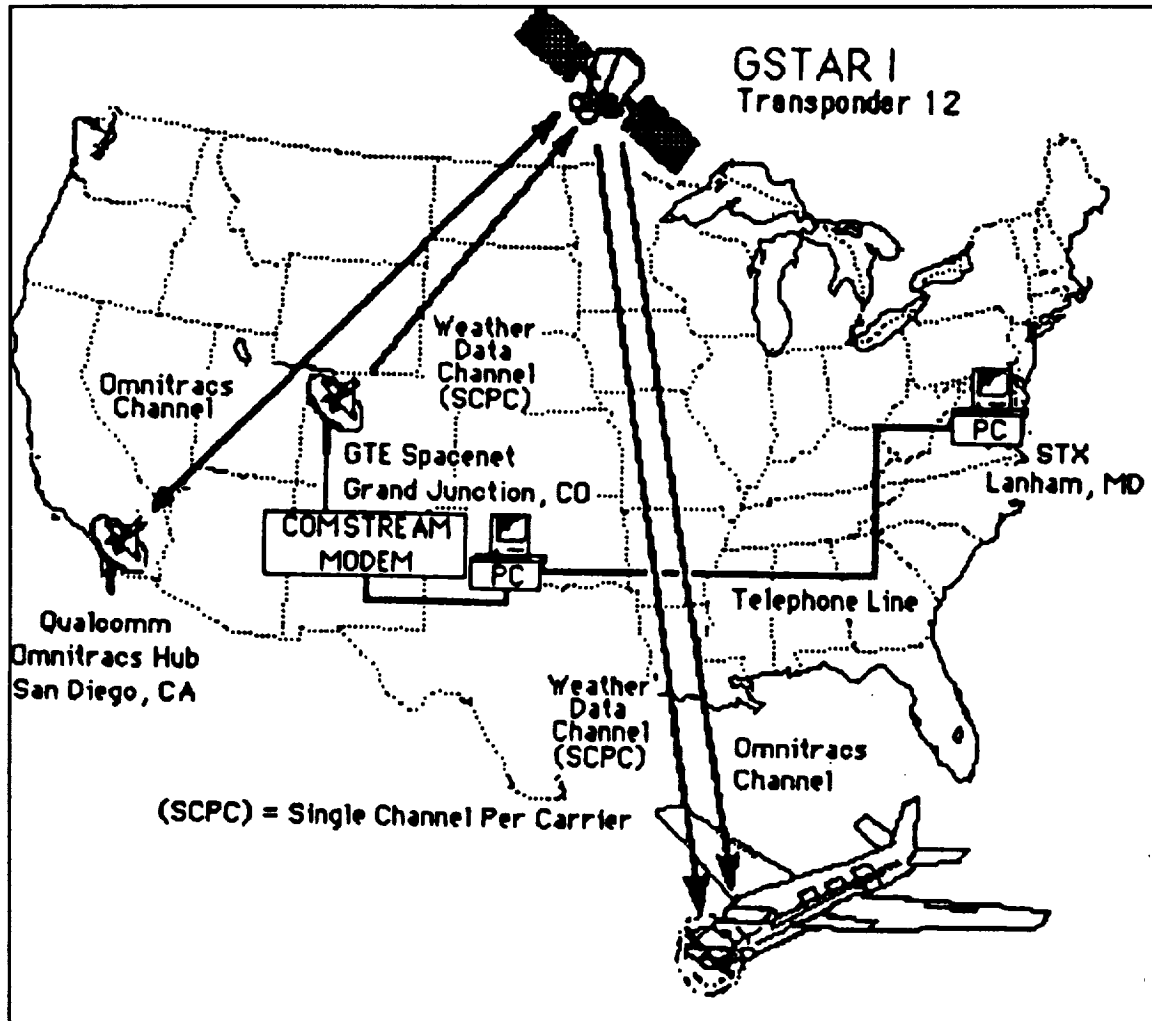 GSTAR I
Transponder 12
Weather
Data
Channel
(SCPC)
Omnitracs
Channel
GTE Spacenet
Grand Junction, CO
COMSTREAM
MODEM
PC
PC
STX
Lanham, MD
Telephone Line
Qualcomm
Omnitracs Hub
San Diego, CA
Weather
Data
Channel
(SCPC)
Omnitracs
Channel
(SCPC) = Single Channel Per Carrier